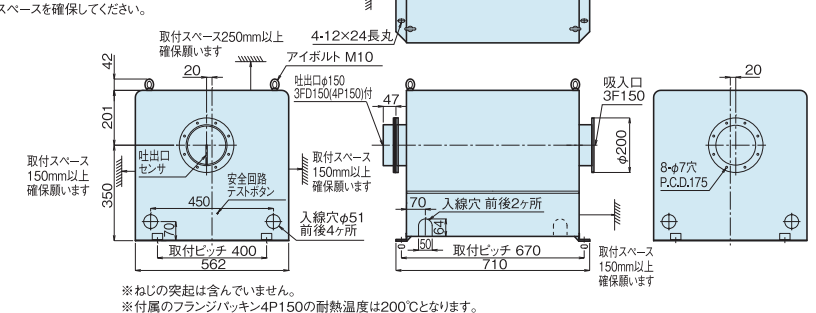 スペースを確保してください。
4-12×24長丸
取付スペース250mm以上
確保願います
アイボルト M10
42
20
201
350
吐出口φ150
3FD150(4P150)付
47
吸入口
3F150
φ200
20
吐出口
センサ
取付スペース
150mm以上
確保願います
安全回路
テストボタン
取付スペース
150mm以上
確保願います
8-φ7穴
P.C.D.175
450
70
入線穴φ51
前後4ヶ所
70
入線穴 前後2ヶ所
64
50
取付ピッチ 400
562
取付ピッチ 670
710
取付スペース
150mm以上
確保願います
※ねじの突起は含んでいません。
※付属のフランジパッキン4P150の耐熱温度は200℃となります。